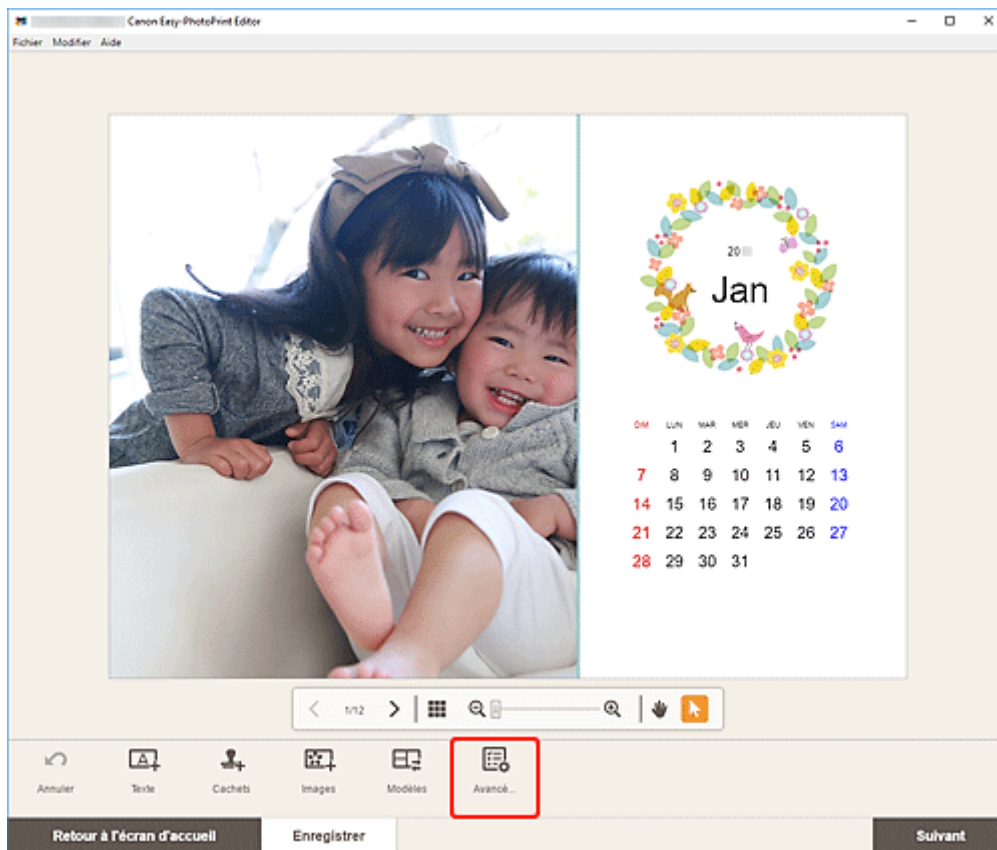 Canon Easy-PhotoPrint Editor
Fichier Modifier Aide
20
Jan
DIM LUN MAR MER JEU VEN SAM
1 2 3 4 5 6
7 8 9 10 11 12 13
14 15 16 17 18 19 20
21 22 23 24 25 26 27
28 29 30 31
1/12
Annuler Texte Cachets Images Modèles Avancé...
Retour à l'écran d'accueil Enregistrer Suivant